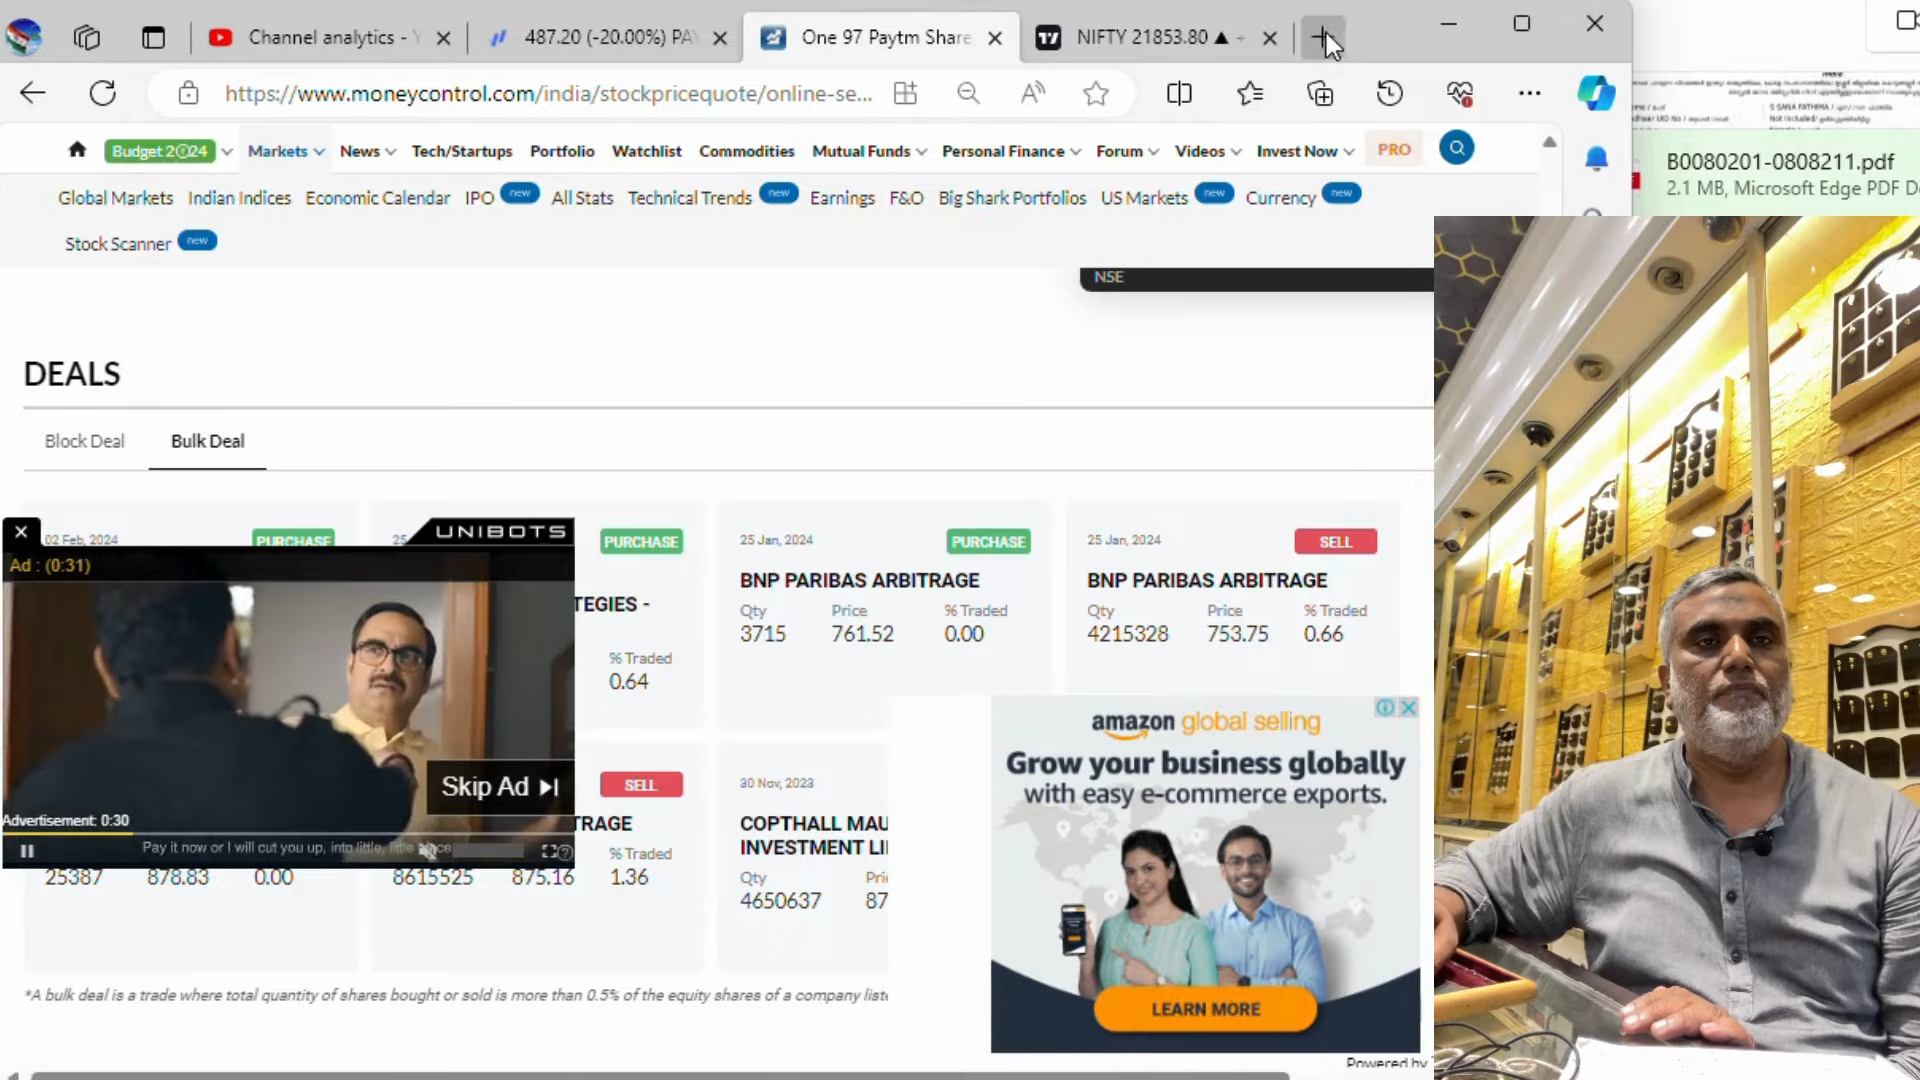 Channel analytics -
487.20 (-20.00%) PA
One 97 Paytm Share
NIFTY 21853.80 ▲ +
https://www.moneycontrol.com/india/stockpricequote/online-se...
Budget 2024
Markets
News
Tech/Startups
Portfolio
Watchlist
Commodities
Mutual Funds
Personal Finance
Forum
Videos
Invest Now
PRO
Global Markets
Indian Indices
Economic Calendar
IPO new
All Stats
Technical Trends new
Earnings
F&O
Big Shark Portfolios
US Markets new
Currency new
Stock Scanner new
B0080201-0808211.pdf
2.1 MB, Microsoft Edge PDF D
S SANA FATHIMA /
NSE
DEALS
Block Deal
Bulk Deal
02 Feb, 2024
PURCHASE
25
PURCHASE
TEGIES -
% Traded
0.64
25 Jan, 2024
PURCHASE
BNP PARIBAS ARBITRAGE
Qty Price % Traded
3715 761.52 0.00
25 Jan, 2024
SELL
BNP PARIBAS ARBITRAGE
Qty Price % Traded
4215328 753.75 0.66
UNIBOTS
Ad : (0:31)
Skip Ad
Advertisement: 0:30
Pay it now or I will cut you up, into little, little
25387 878.83 0.00
SELL
TRAGE
% Traded
8615525 875.16 1.36
30 Nov, 2023
COPTHALL MAU
INVESTMENT LI
Qty
4650637 87
amazon global selling
Grow your business globally
with easy e-commerce exports.
LEARN MORE
*A bulk deal is a trade where total quantity of shares bought or sold is more than 0.5% of the equity shares of a company liste
Powered by